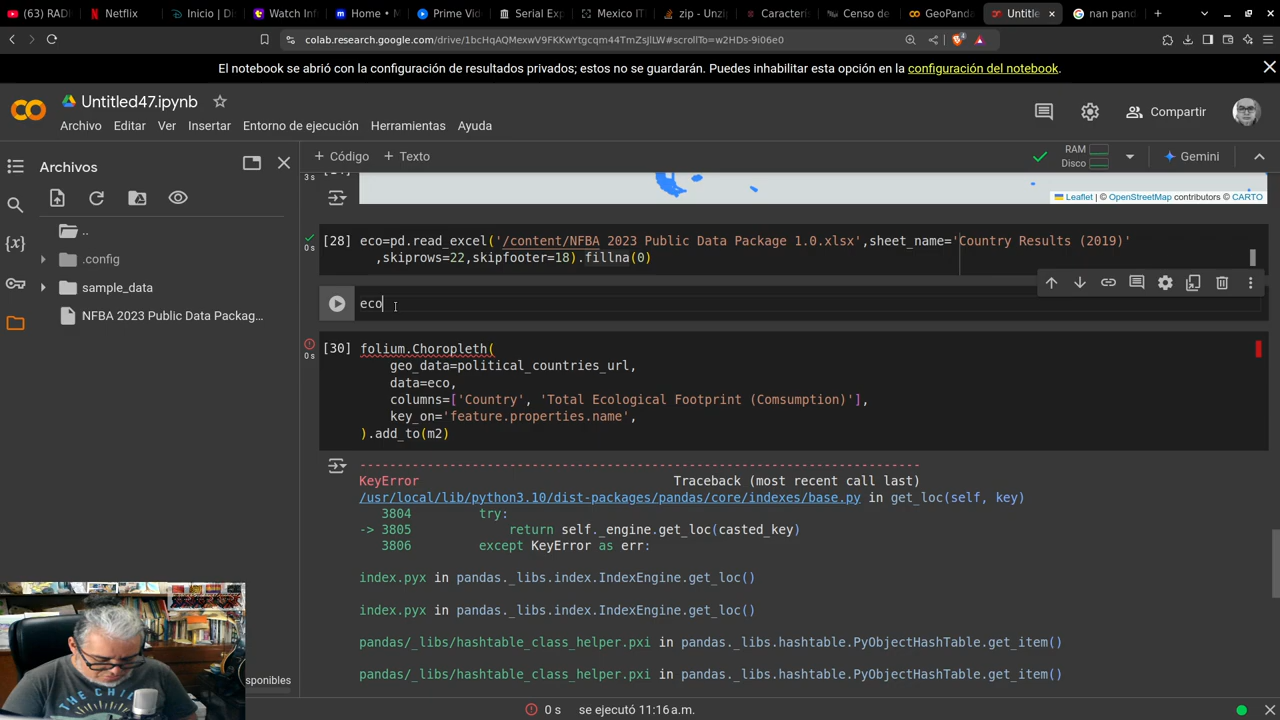 (63) RADI
Netflix
Inicio | Dis
Watch Inf
Home • M
Prime Vid
Serial Exp
Mexico IT
zip - Unzip
Caracterís
Censo de
GeoPanda
Untitle
nan pand
colab.research.google.com/drive/1bcHqAQMexwV9FKKwYtgcqm44TmZsJlLW#scrollTo=w2HDs-9i06e0
El notebook se abrió con la configuración de resultados privados; estos no se guardarán. Puedes inhabilitar esta opción en la configuración del notebook.
Untitled47.ipynb
Archivo Editar Ver Insertar Entorno de ejecución Herramientas Ayuda
Compartir
Archivos
+ Código + Texto
RAM
Disco
Gemini
3s
Leaflet | © OpenStreetMap contributors © CARTO
..
.config
sample_data
NFBA 2023 Public Data Packag...
[28] eco=pd.read_excel('/content/NFBA 2023 Public Data Package 1.0.xlsx',sheet_name='Country Results (2019)'
0s
,skiprows=22,skipfooter=18).fillna(0)
eco
[30] folium.Choropleth(
0s
geo_data=political_countries_url,
data=eco,
columns=['Country', 'Total Ecological Footprint (Comsumption)'],
key_on='feature.properties.name',
).add_to(m2)
---------------------------------------------------------------------------
KeyError Traceback (most recent call last)
/usr/local/lib/python3.10/dist-packages/pandas/core/indexes/base.py in get_loc(self, key)
3804 try:
-> 3805 return self._engine.get_loc(casted_key)
3806 except KeyError as err:
index.pyx in pandas._libs.index.IndexEngine.get_loc()
index.pyx in pandas._libs.index.IndexEngine.get_loc()
pandas/_libs/hashtable_class_helper.pxi in pandas._libs.hashtable.PyObjectHashTable.get_item()
pandas/_libs/hashtable_class_helper.pxi in pandas._libs.hashtable.PyObjectHashTable.get_item()
sponibles
THE CHIL
0 s se ejecutó 11:16 a.m.